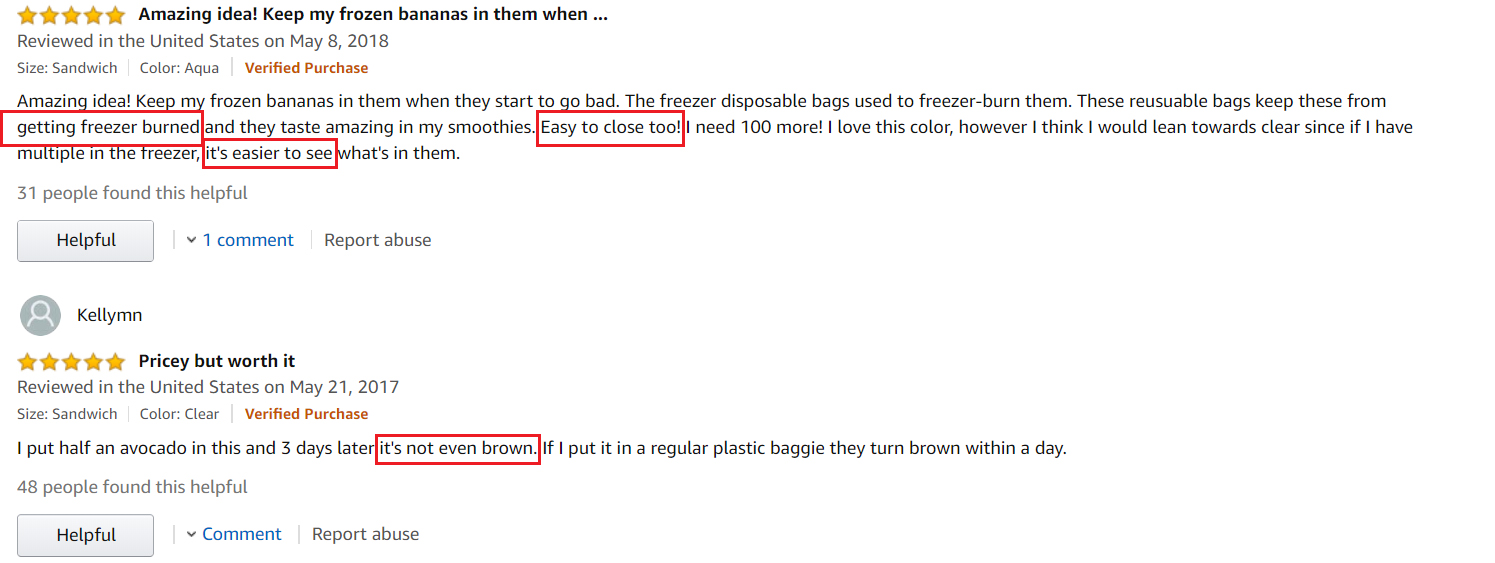 Amazing idea! Keep my frozen bananas in them when ...
Reviewed in the United States on May 8, 2018
Size: Sandwich Color: Aqua Verified Purchase
Amazing idea! Keep my frozen bananas in them when they start to go bad. The freezer disposable bags used to freezer-burn them. These reusuable bags keep these from
getting freezer burned and they taste amazing in my smoothies. Easy to close too! I need 100 more! I love this color, however I think I would lean towards clear since if I have
multiple in the freezer, it's easier to see what's in them.
31 people found this helpful
Helpful 1 comment Report abuse
Kellymn
Pricey but worth it
Reviewed in the United States on May 21, 2017
Size: Sandwich Color: Clear Verified Purchase
I put half an avocado in this and 3 days later it's not even brown. If I put it in a regular plastic baggie they turn brown within a day.
48 people found this helpful
Helpful Comment Report abuse